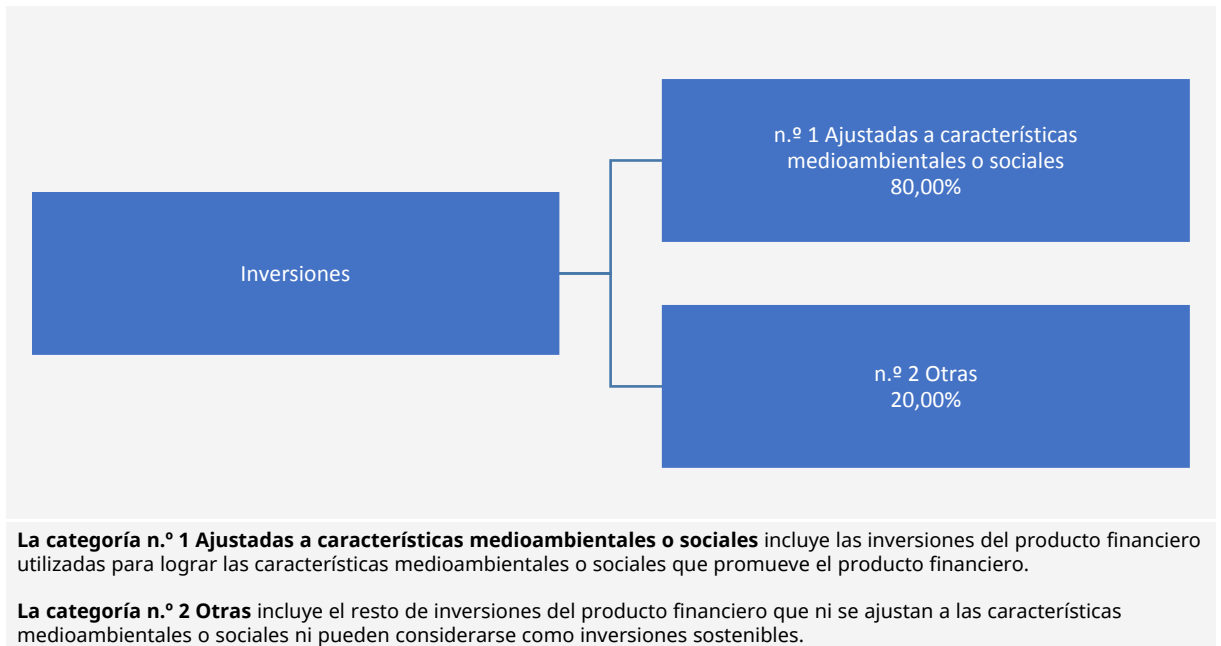 n.º 1 Ajustadas a características
medioambientales o sociales
80,00%
Inversiones
n.º 2 Otras
20,00%
La categoría n.º 1 Ajustadas a características medioambientales o sociales incluye las inversiones del producto financiero
utilizadas para lograr las características medioambientales o sociales que promueve el producto financiero.
La categoría n.º 2 Otras incluye el resto de inversiones del producto financiero que ni se ajustan a las características
medioambientales o sociales ni pueden considerarse como inversiones sostenibles.